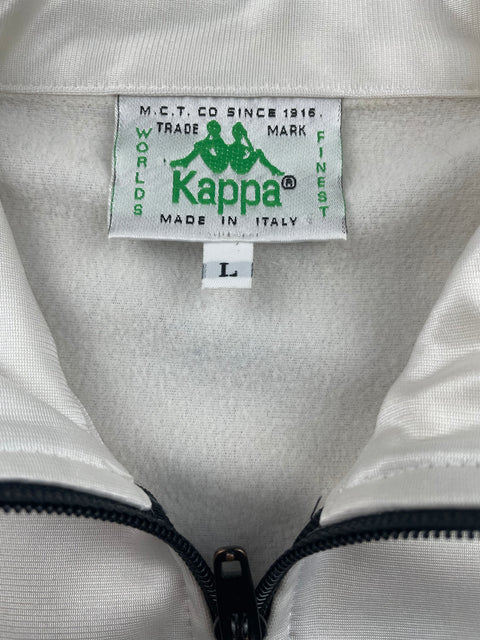 M.C.T. CO SINCE 1916.
TRADE MARK
WORLDS
FINEST
Kappa®
MADE IN ITALY
L